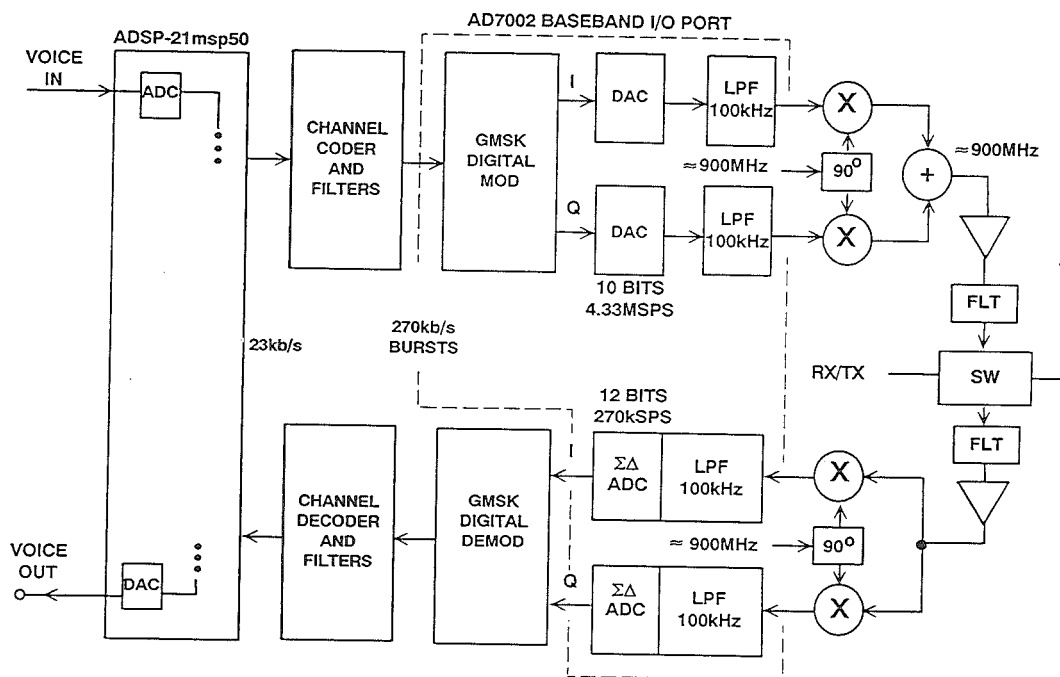 AD7002 BASEBAND I/O PORT
ADSP-21msp50
VOICE
IN
ADC
CHANNEL
CODER
AND
FILTERS
GMSK
DIGITAL
MOD
I
DAC
LPF
100kHz
X
≈900MHz
90°
+
≈900MHz
Q
DAC
LPF
100kHz
X
10 BITS
4.33MSPS
FLT
23kb/s
270kb/s
BURSTS
RX/TX
SW
12 BITS
270kSPS
FLT
I
ΣΔ
ADC
LPF
100kHz
X
CHANNEL
DECODER
AND
FILTERS
GMSK
DIGITAL
DEMOD
≈ 900MHz
90°
VOICE
OUT
DAC
Q
ΣΔ
ADC
LPF
100kHz
X